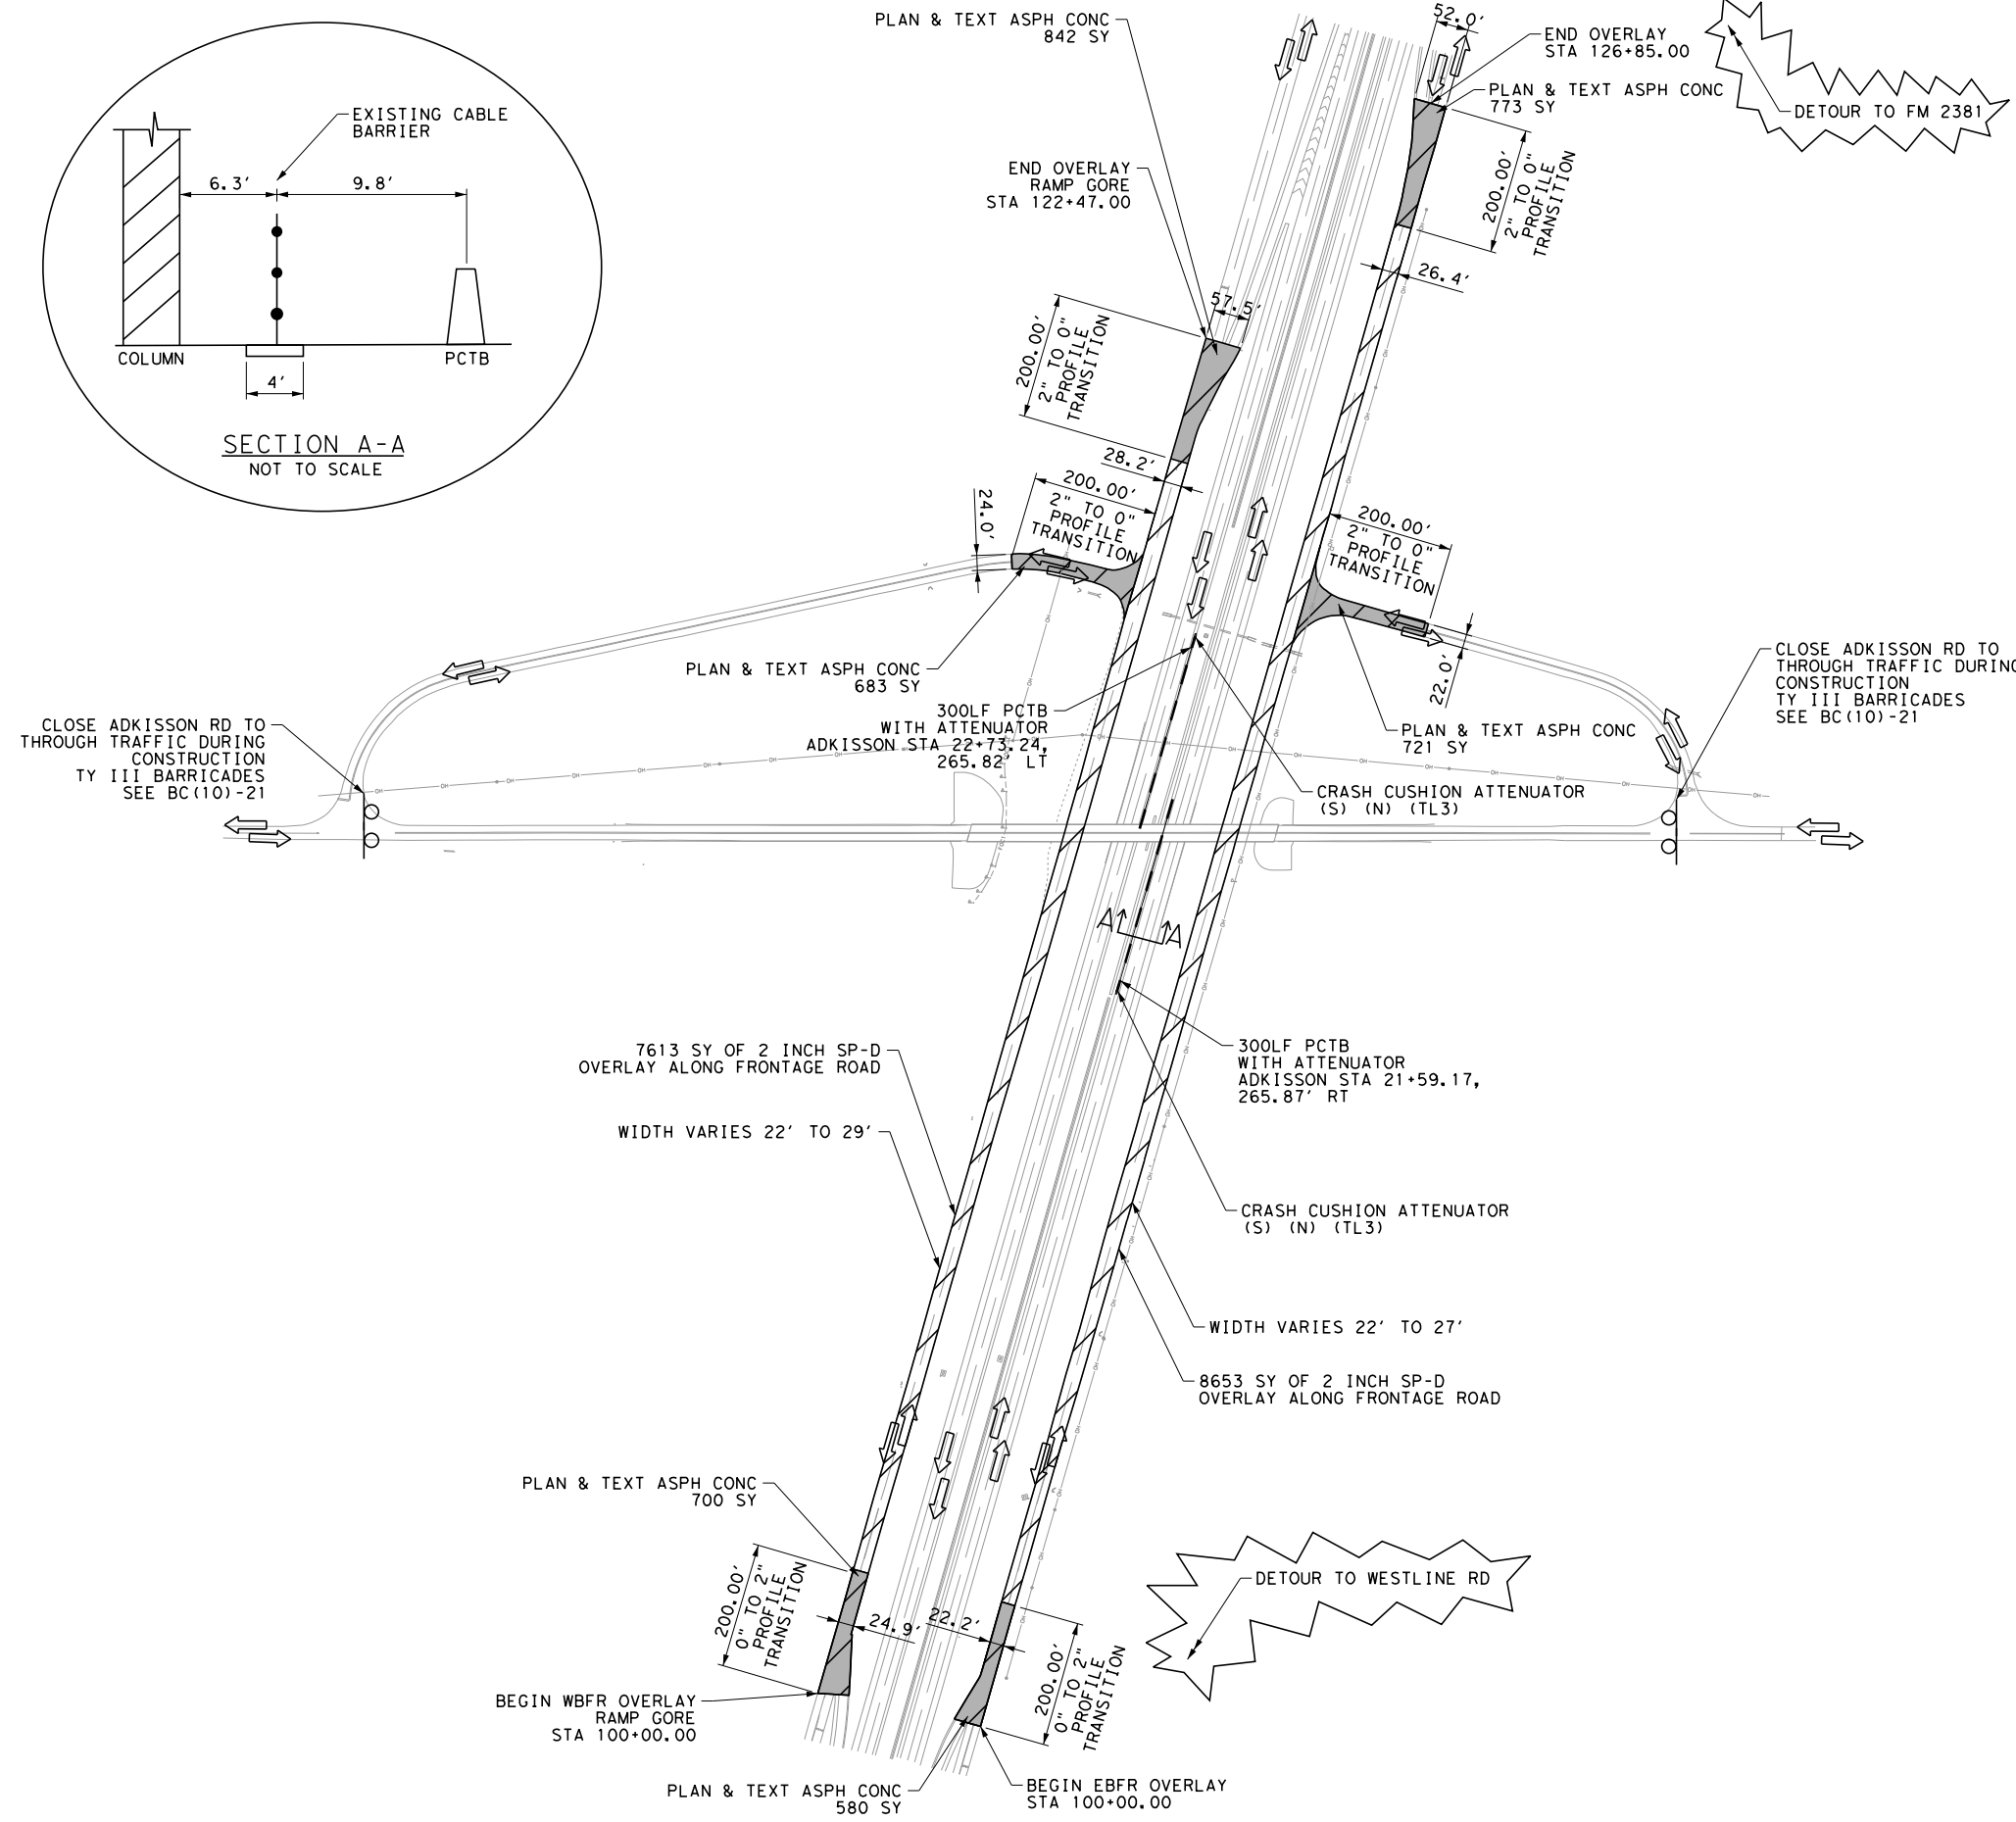 PLAN & TEXT ASPH CONC
842 SY
52.0'
END OVERLAY
STA 126+85.00
PLAN & TEXT ASPH CONC
773 SY
DETOUR TO FM 2381
EXISTING CABLE
BARRIER
6.3'
9.8'
COLUMN
PCTB
4'
SECTION A-A
NOT TO SCALE
END OVERLAY
RAMP GORE
STA 122+47.00
200.00'
2" TO 0"
PROFILE
TRANSITION
26.4'
57.5'
200.00'
2" TO 0"
PROFILE
TRANSITION
28.2'
200.00'
2" TO 0"
PROFILE
TRANSITION
24.0'
200.00'
2" TO 0"
PROFILE
TRANSITION
22.0'
PLAN & TEXT ASPH CONC
683 SY
300LF PCTB
WITH ATTENUATOR
ADKISSON STA 22+73.24,
265.82' LT
PLAN & TEXT ASPH CONC
721 SY
CLOSE ADKISSON RD TO
THROUGH TRAFFIC DURING
CONSTRUCTION
TY III BARRICADES
SEE BC(10)-21
CLOSE ADKISSON RD TO
THROUGH TRAFFIC DURING
CONSTRUCTION
TY III BARRICADES
SEE BC(10)-21
CRASH CUSHION ATTENUATOR
(S) (N) (TL3)
A
A
7613 SY OF 2 INCH SP-D
OVERLAY ALONG FRONTAGE ROAD
300LF PCTB
WITH ATTENUATOR
ADKISSON STA 21+59.17,
265.87' RT
WIDTH VARIES 22' TO 29'
CRASH CUSHION ATTENUATOR
(S) (N) (TL3)
WIDTH VARIES 22' TO 27'
8653 SY OF 2 INCH SP-D
OVERLAY ALONG FRONTAGE ROAD
PLAN & TEXT ASPH CONC
700 SY
200.00'
0" TO 2"
PROFILE
TRANSITION
24.9'
22.2'
200.00'
0" TO 2"
PROFILE
TRANSITION
DETOUR TO WESTLINE RD
BEGIN WBFR OVERLAY
RAMP GORE
STA 100+00.00
PLAN & TEXT ASPH CONC
580 SY
BEGIN EBFR OVERLAY
STA 100+00.00